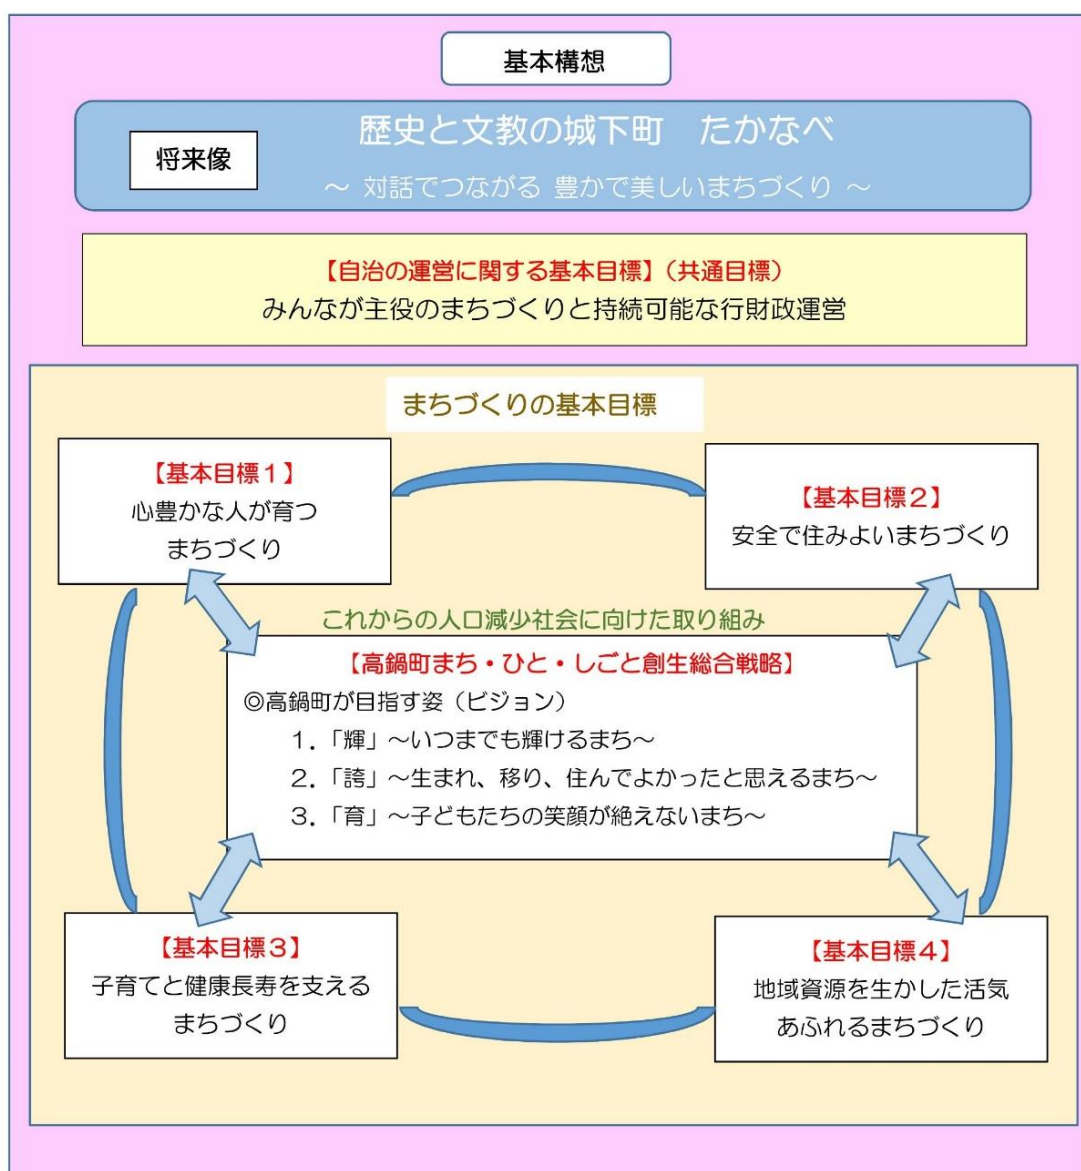 基本構想
将来像
歴史と文教の城下町　たかなべ
～ 対話でつながる 豊かで美しいまちづくり ～
【自治の運営に関する基本目標】（共通目標）
みんなが主役のまちづくりと持続可能な行財政運営
まちづくりの基本目標
【基本目標１】
心豊かな人が育つ
まちづくり
【基本目標２】
安全で住みよいまちづくり
これからの人口減少社会に向けた取り組み
【高鍋町まち・ひと・しごと創生総合戦略】
◎高鍋町が目指す姿（ビジョン）
１．「輝」～いつまでも輝けるまち～
２．「誇」～生まれ、移り、住んでよかったと思えるまち～
３．「育」～子どもたちの笑顔が絶えないまち～
【基本目標３】
子育てと健康長寿を支える
まちづくり
【基本目標４】
地域資源を生かした活気
あふれるまちづくり